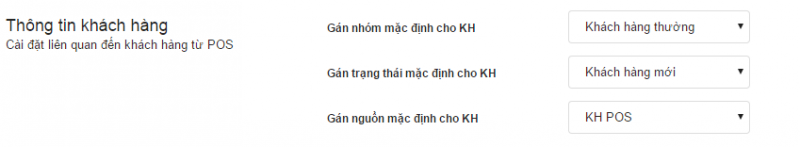 Thông tin khách hàng
Cài đặt liên quan đến khách hàng từ POS
Gán nhóm mặc định cho KH
Khách hàng thường
Gán trạng thái mặc định cho KH
Khách hàng mới
Gán nguồn mặc định cho KH
KH POS